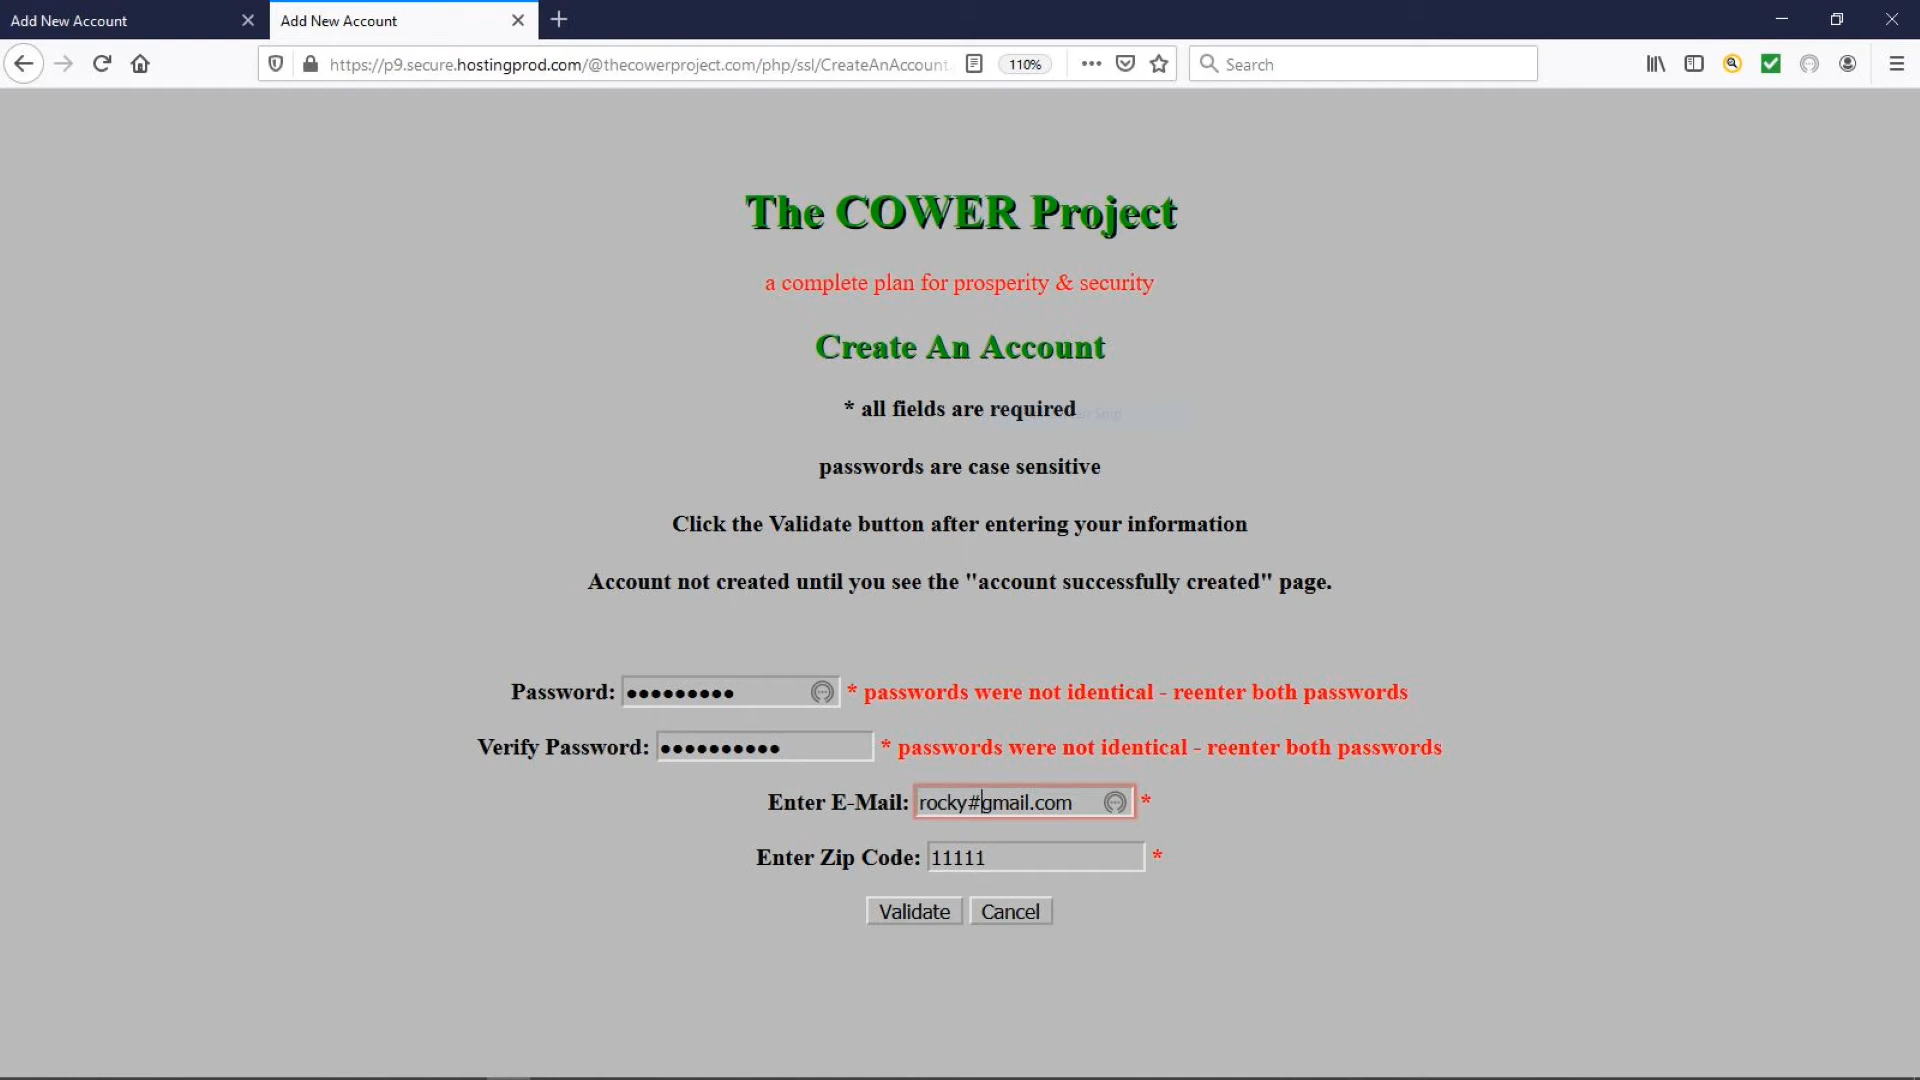 Add New Account
Add New Account
https://p9.secure.hostingprod.com/@thecowerproject.com/php/ssl/CreateAnAccount.
110%
Search
The COWER Project
a complete plan for prosperity & security
Create An Account
* all fields are required
passwords are case sensitive
Click the Validate button after entering your information
Account not created until you see the "account successfully created" page.
Password: ●●●●●●●●● * passwords were not identical - reenter both passwords
Verify Password: ●●●●●●●●●● * passwords were not identical - reenter both passwords
Enter E-Mail: rocky#gmail.com *
Enter Zip Code: 11111 *
Validate Cancel